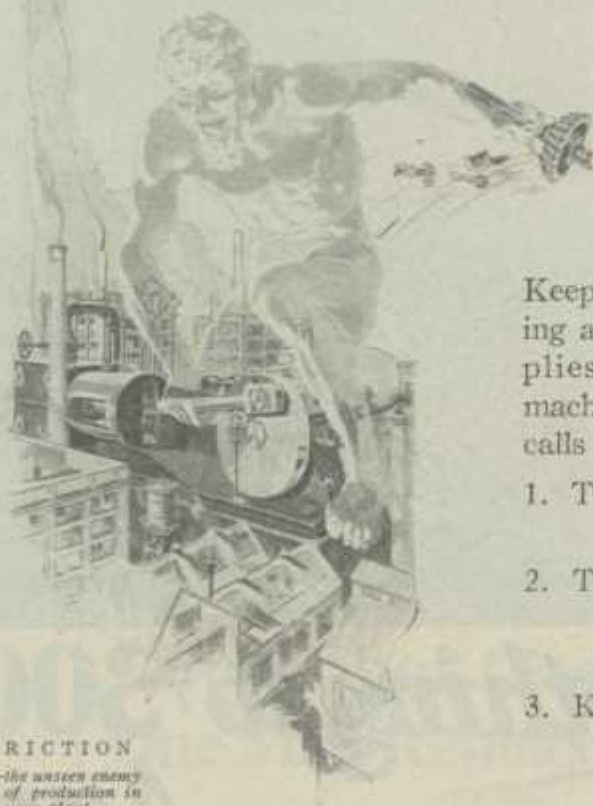 Keep
ing a
plies
mach
calls
1. T
2. T
3. K
RICTION
-the unseen enemy
of production in